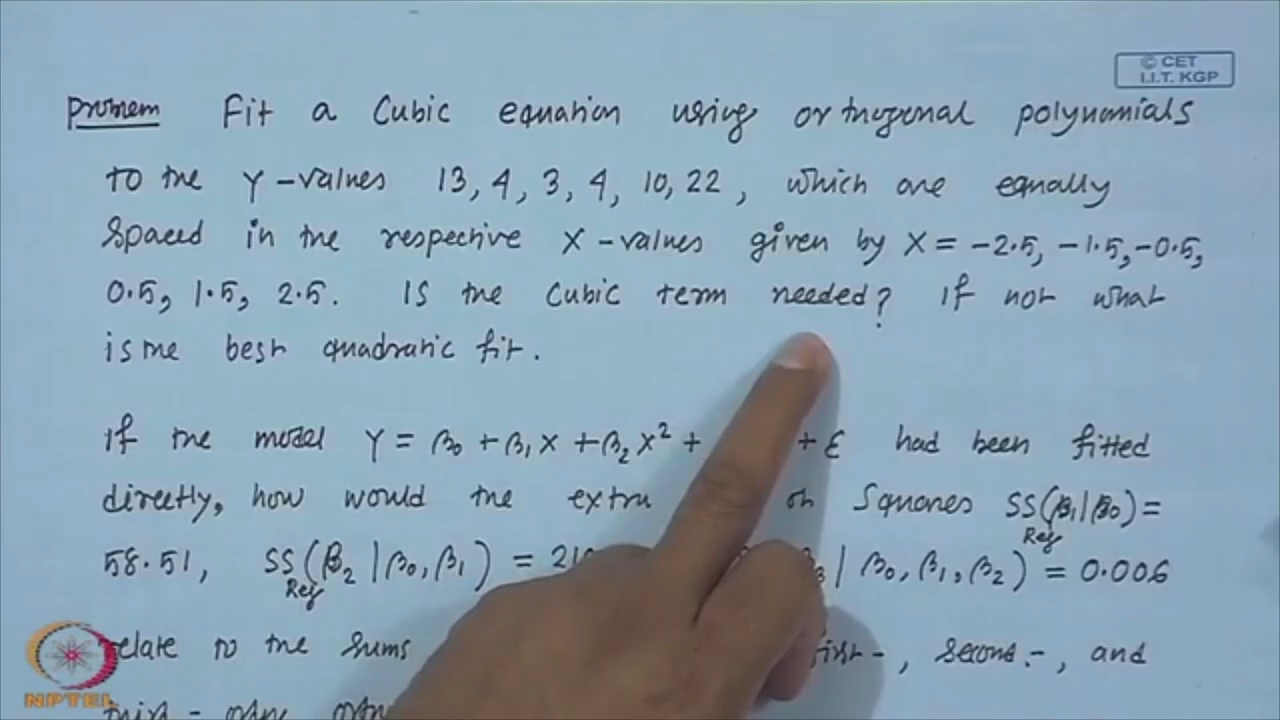 © CET
I.I.T. KGP
Problem Fit a Cubic equation using orthogonal polynomials
to the Y-values 13, 4, 3, 4, 10, 22, which are equally
spaced in the respective X-values given by X = -2.5, -1.5, -0.5,
0.5, 1.5, 2.5. Is the Cubic term needed? If not what
is the best quadratic fit.
If the model Y = β0 + β1 X + β2 X² + + ε had been fitted
directly, how would the extra Squares SS(β1|β0) =
Reg
58.51, SS(β2|β0,β1) = | β0, β1, β2) = 0.006
Reg
relate to the sums first-, second-, and
NPTEL